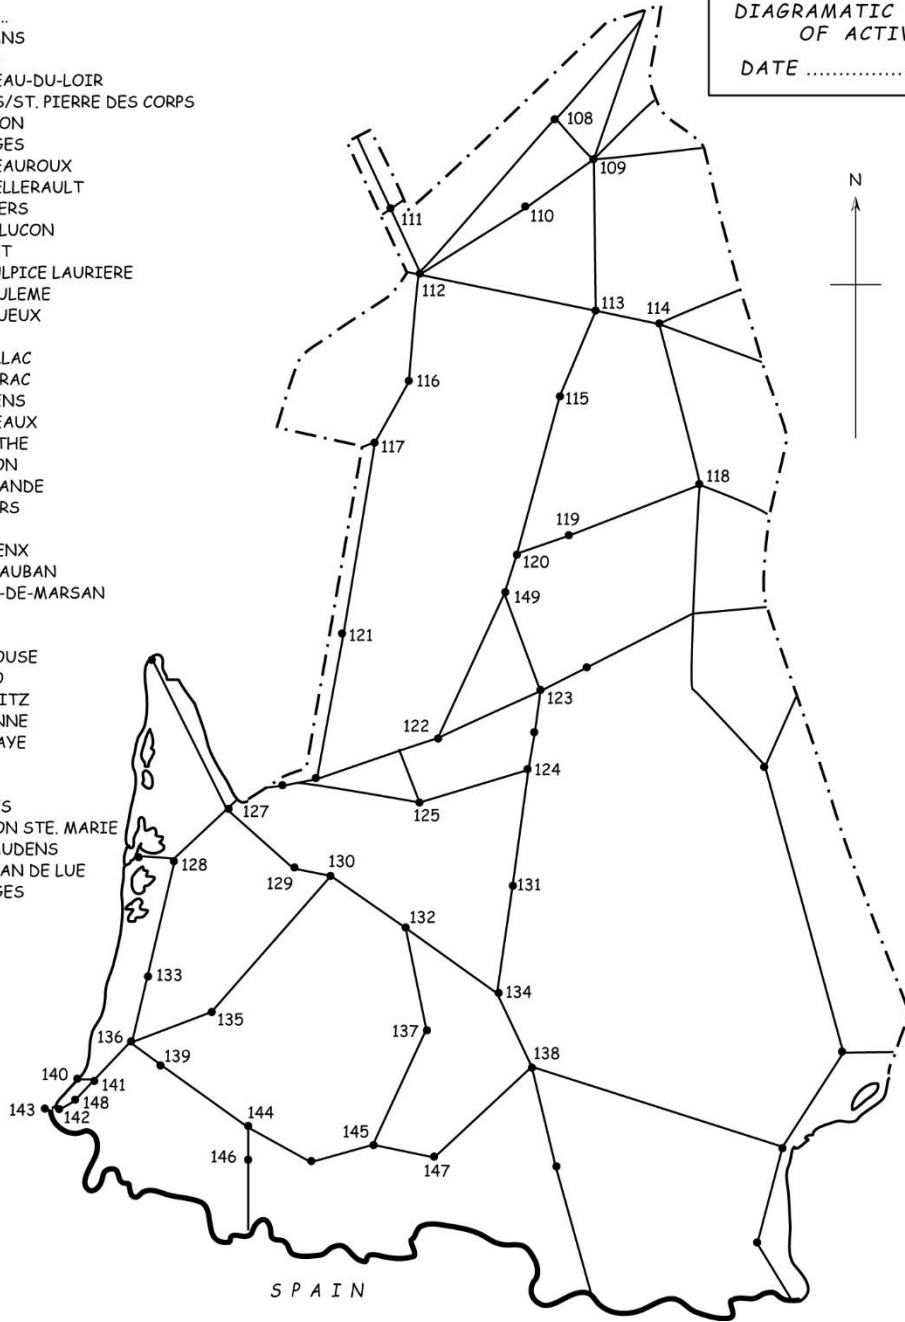 ...
NS
EAU-DU-LOIR
S/ST. PIERRE DES CORPS
ON
GES
EAUROUX
ELLERAULT
ERS
LUCON
T
LPICE LAURIERE
ULEME
UEUX
LAC
RAC
ENS
EAUX
THE
ON
ANDE
RS
ENX
AUBAN
-DE-MARSAN
OUSE
O
ITZ
NNE
AYE
S
ON STE. MARIE
UDENS
AN DE LUE
GES
DIAGRAMATIC
OF ACTIV
DATE ................
N
108
109
110
111
112
113
114
116
115
117
118
119
120
149
121
123
122
124
125
127
128
130
129
131
132
133
134
135
136
137
139
138
140
141
148
143
142
144
145
146
147
SPAIN